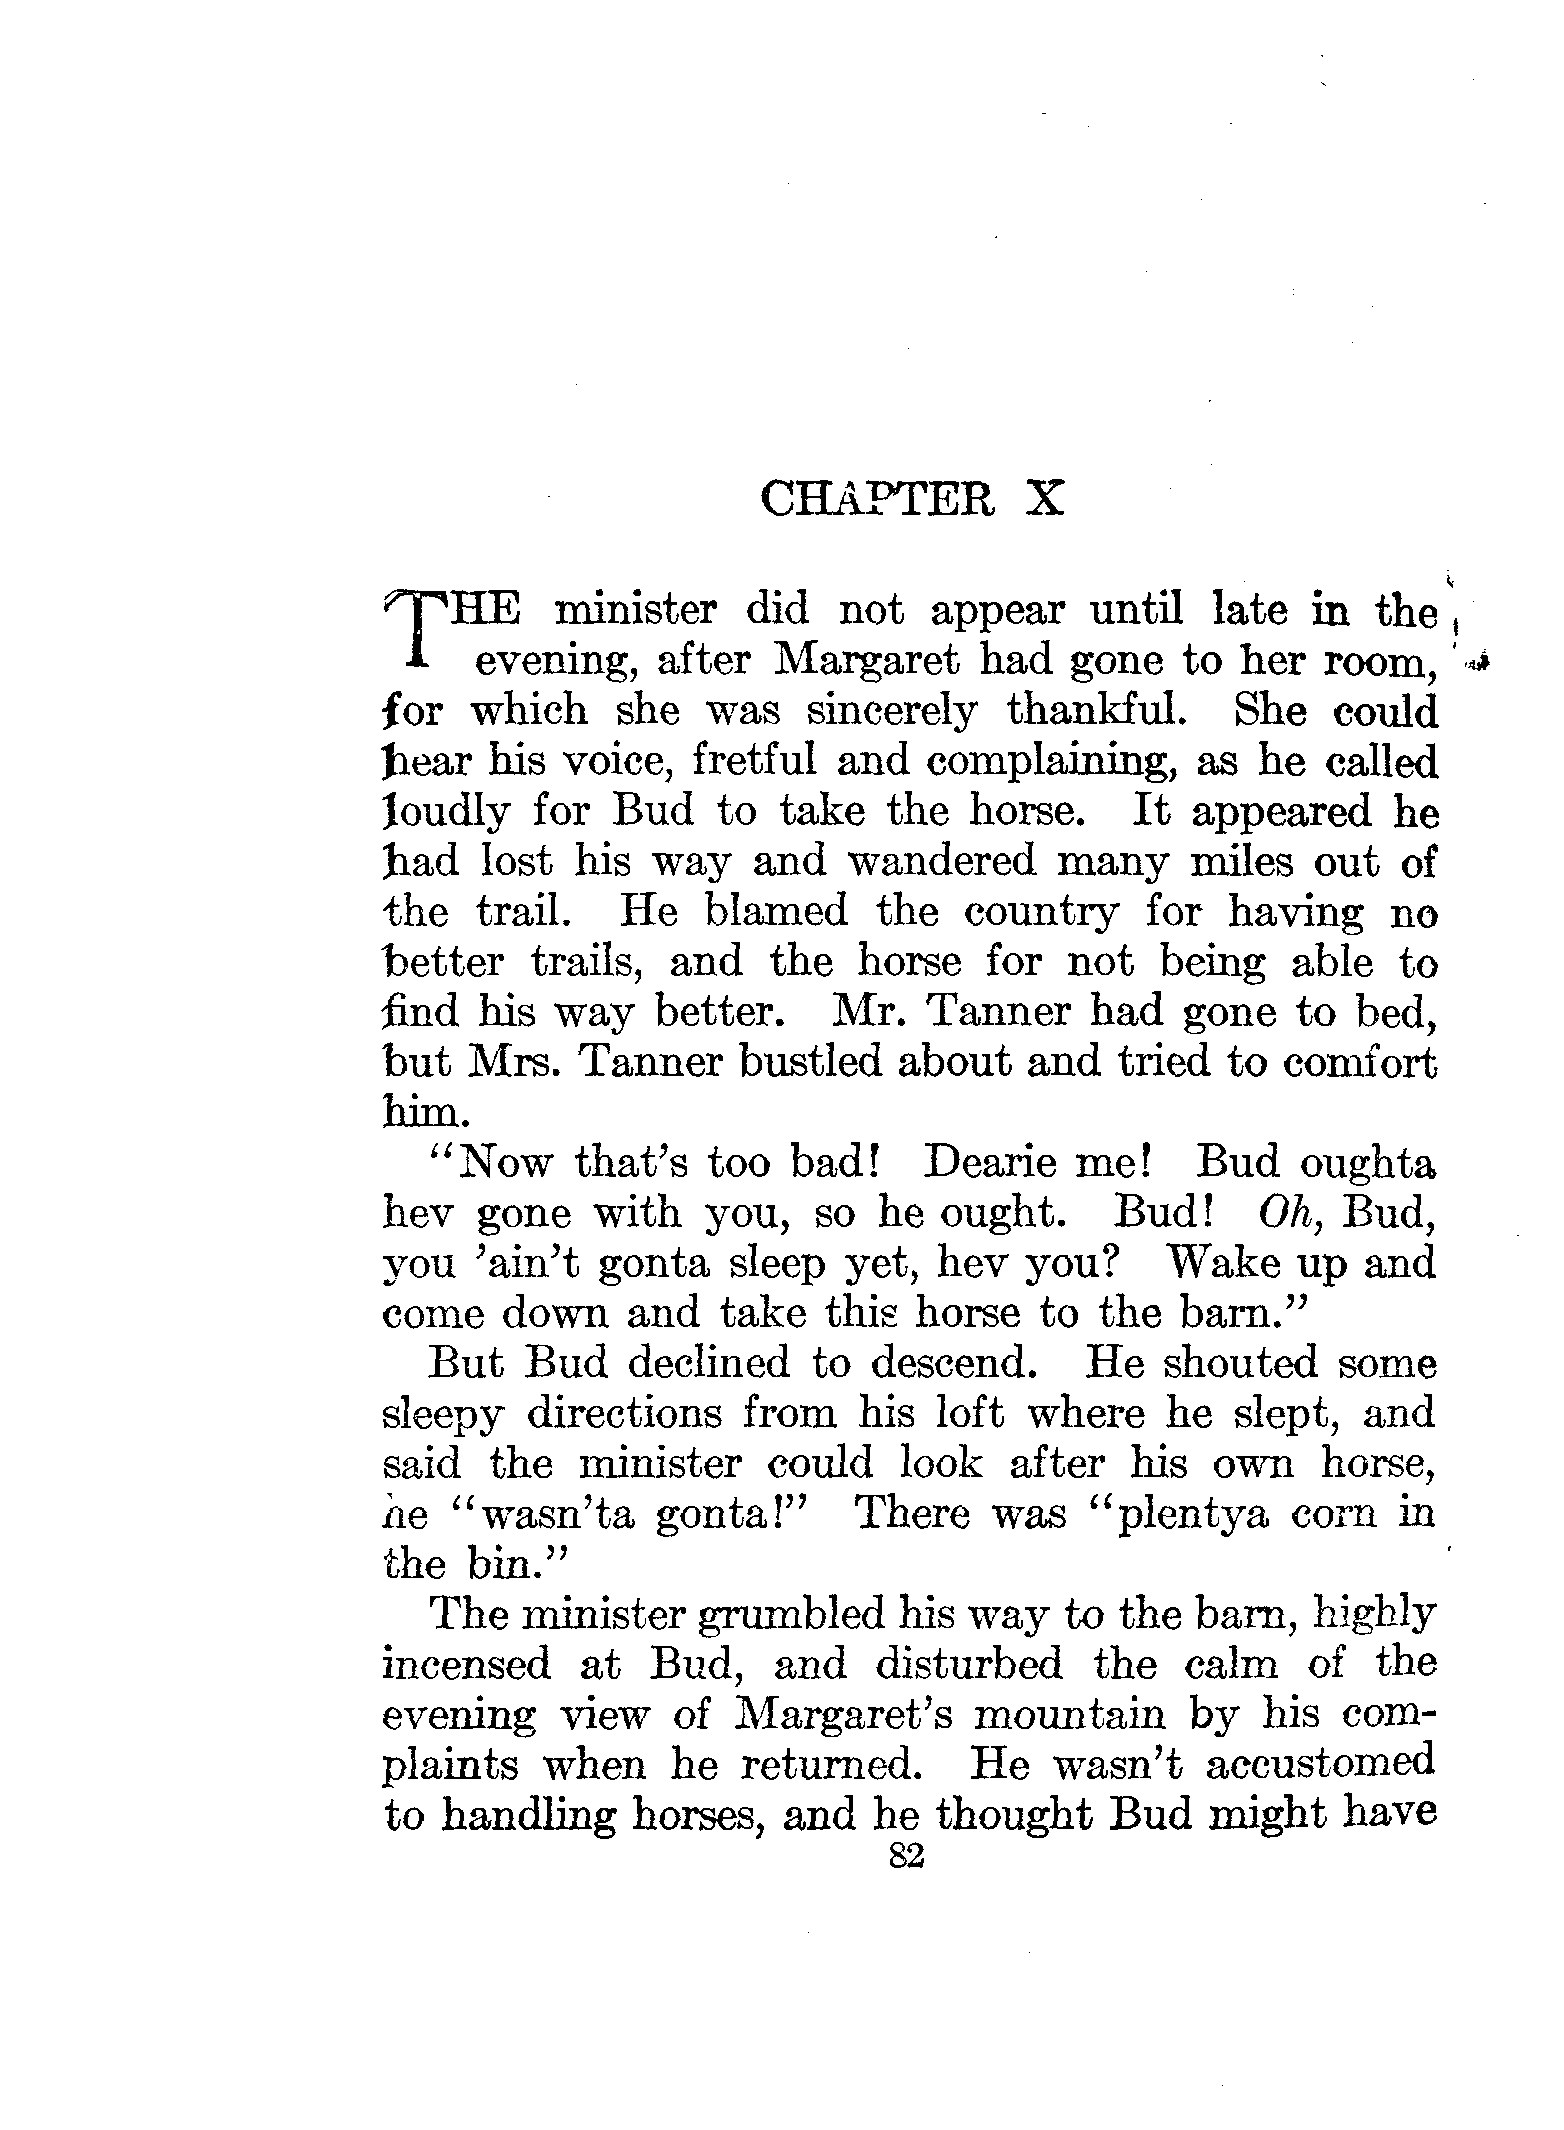 CHAPTER X
THE minister did not appear until late in the
evening, after Margaret had gone to her room,
for which she was sincerely thankful. She could
hear his voice, fretful and complaining, as he called
loudly for Bud to take the horse. It appeared he
had lost his way and wandered many miles out of
the trail. He blamed the country for having no
better trails, and the horse for not being able to
find his way better. Mr. Tanner had gone to bed,
but Mrs. Tanner bustled about and tried to comfort
him.
"Now that's too bad! Dearie me! Bud oughta
hev gone with you, so he ought. Bud! Oh, Bud,
you 'ain't gonta sleep yet, hev you? Wake up and
come down and take this horse to the barn."
But Bud declined to descend. He shouted some
sleepy directions from his loft where he slept, and
said the minister could look after his own horse,
he "wasn'ta gonta!" There was "plentya corn in
the bin."
The minister grumbled his way to the barn, highly
incensed at Bud, and disturbed the calm of the
evening view of Margaret's mountain by his com-
plaints when he returned. He wasn't accustomed
to handling horses, and he thought Bud might have
82